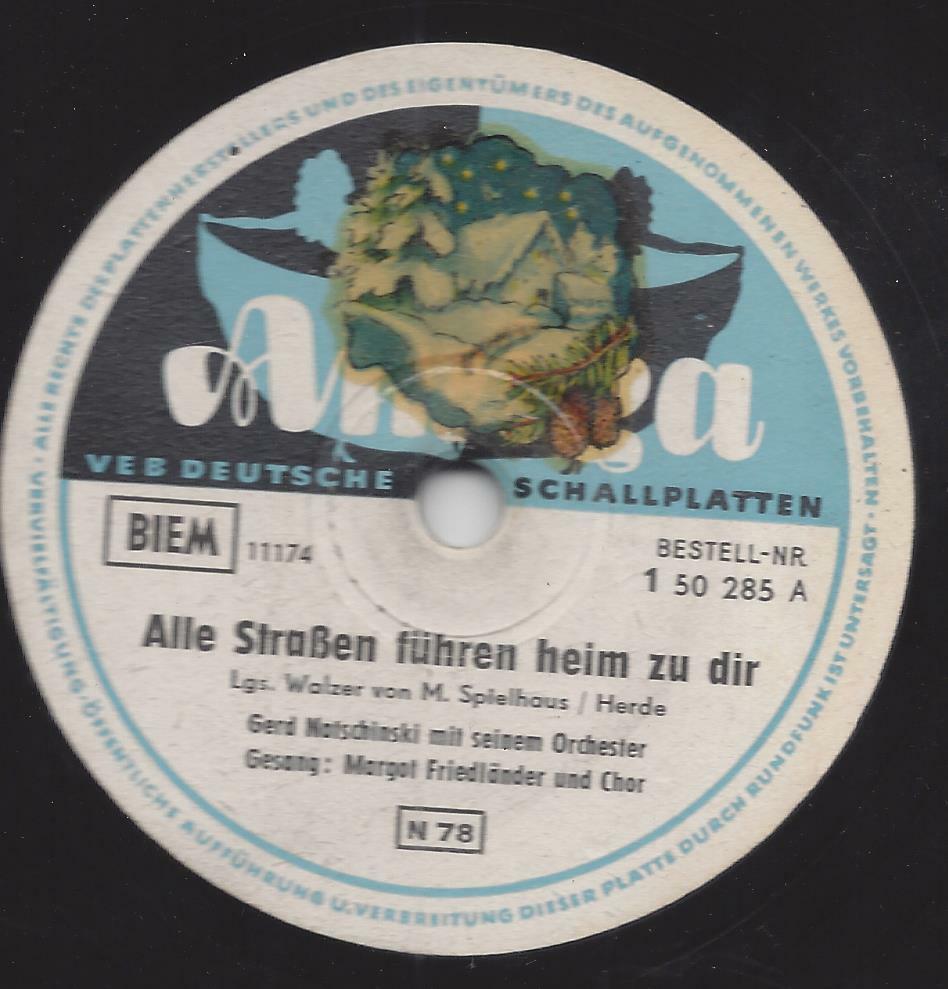 ALLE RECHTE DES PLATTENHERSTELLERS UND DES EIGENTÜMERS DES AUFGENOMMENEN WERKES VORBEHALTEN · VERVIELFÄLTIGUNG · ÖFFENTLICHE AUFFÜHRUNG U. VERBREITUNG DIESER PLATTE DURCH RUNDFUNK IST UNTERSAGT ·
Am a
VEB DEUTSCHE SCHALLPLATTEN
BIEM 11174
BESTELL-NR
1 50 285 A
Alle Straßen führen heim zu dir
Lgs. Walzer von M. Spielhaus / Herde
Gerd Natschinski mit seinem Orchester
Gesang: Margot Friedländer und Chor
N 78